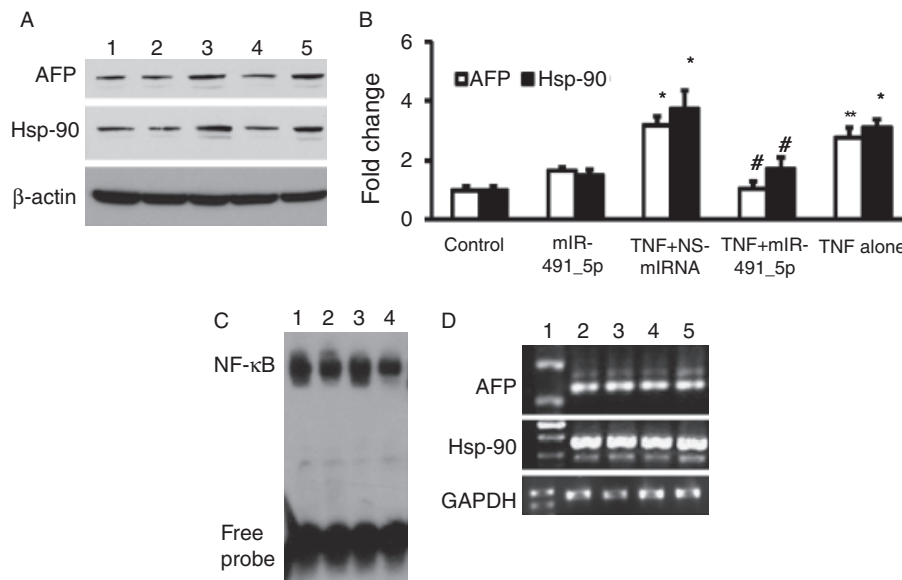 A
1 2 3 4 5
AFP
Hsp-90
β-actin
B
6
4
2
0
Fold change
AFP Hsp-90
* *
# #
** *
Control
mIR-
491_5p
TNF+NS-
mIRNA
TNF+mIR-
491_5p
TNF alone
C
1 2 3 4
NF-κB
Free
probe
D
1 2 3 4 5
AFP
Hsp-90
GAPDH